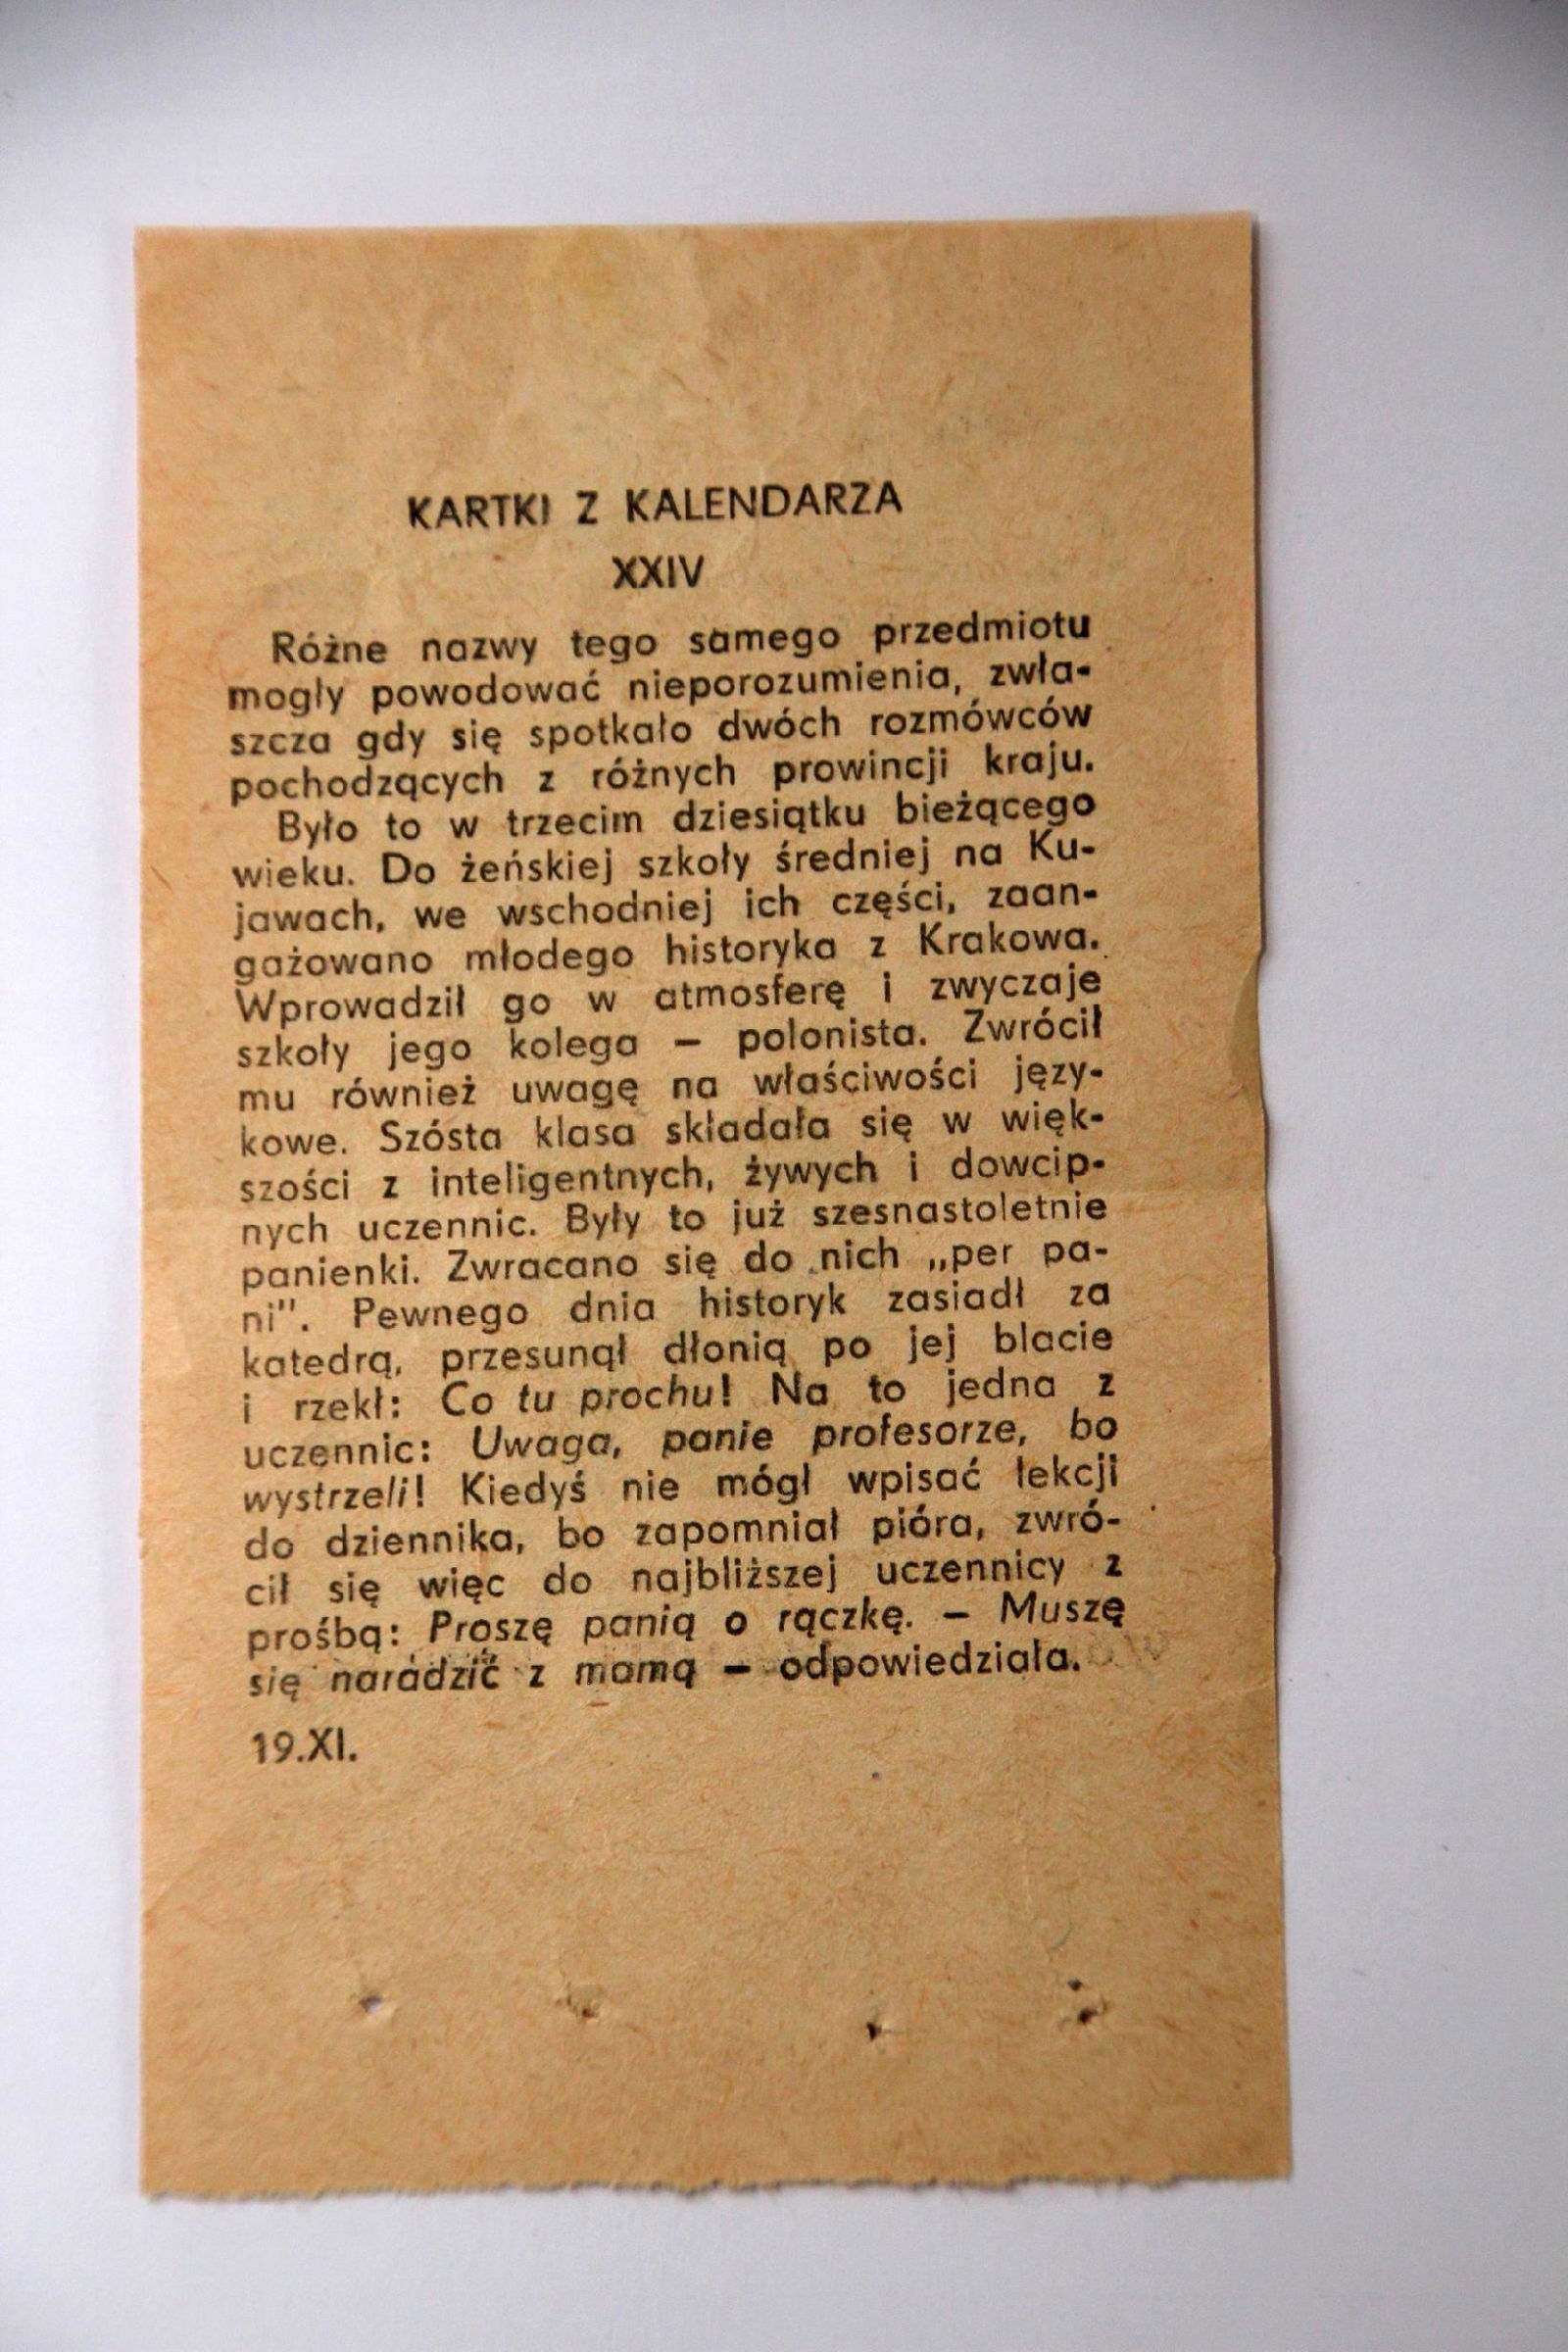 KARTKI Z KALENDARZA
XXIV
Różne nazwy tego samego przedmiotu
mogły powodować nieporozumienia, zwła-
szcza gdy się spotkało dwóch rozmówców
pochodzących z różnych prowincji kraju.
Było to w trzecim dziesiątku bieżącego
wieku. Do żeńskiej szkoły średniej na Ku-
jawach, we wschodniej ich części, zaan-
gażowano młodego historyka z Krakowa.
Wprowadził go w atmosferę i zwyczaje
szkoły jego kolega – polonista. Zwrócił
mu również uwagę na właściwości języ-
kowe. Szósta klasa składała się w więk-
szości z inteligentnych, żywych i dowcip-
nych uczennic. Były to już szesnastoletnie
panienki. Zwracano się do nich „per pa-
ni". Pewnego dnia historyk zasiadł za
katedrą, przesunął dłonią po jej blacie
i rzekł: Co tu prochu! Na to jedna z
uczennic: Uwaga, panie profesorze, bo
wystrzeli! Kiedyś nie mógł wpisać lekcji
do dziennika, bo zapomniał pióra, zwró-
cił się więc do najbliższej uczennicy z
prośbą: Proszę panią o rączkę. – Muszę
się naradzić z mamą – odpowiedziała.
19.XI.